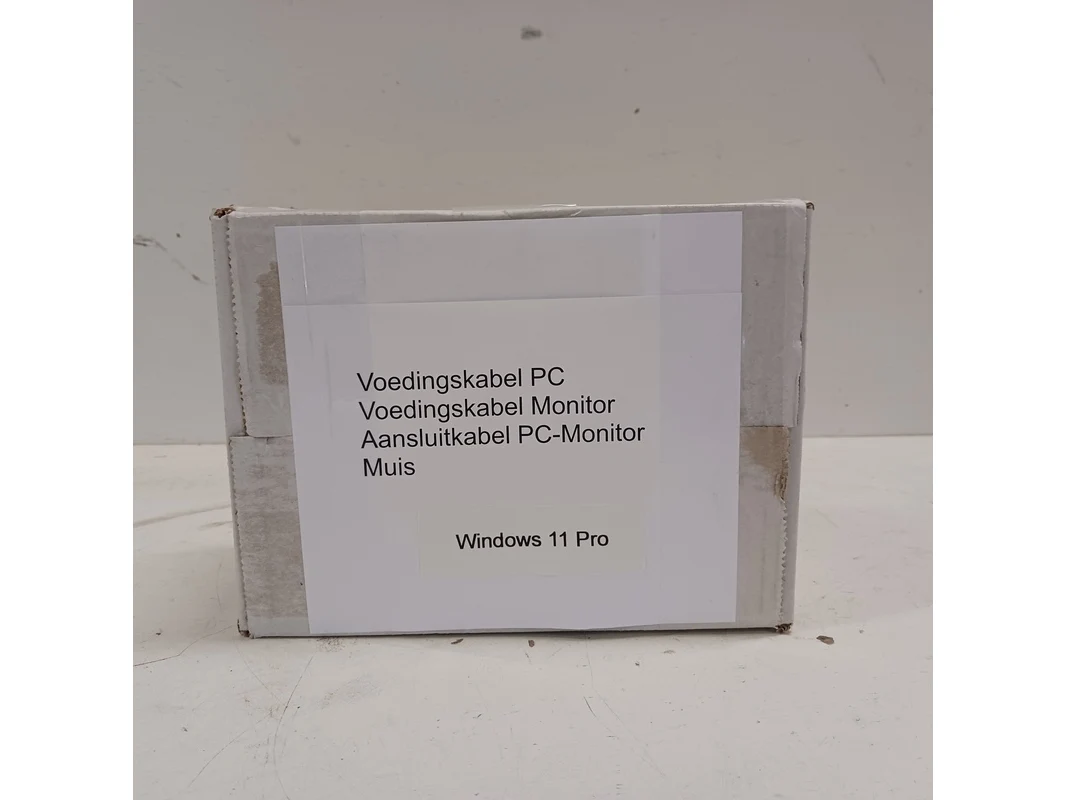 Voedingskabel PC
Voedingskabel Monitor
Aansluitkabel PC-Monitor
Muis
Windows 11 Pro